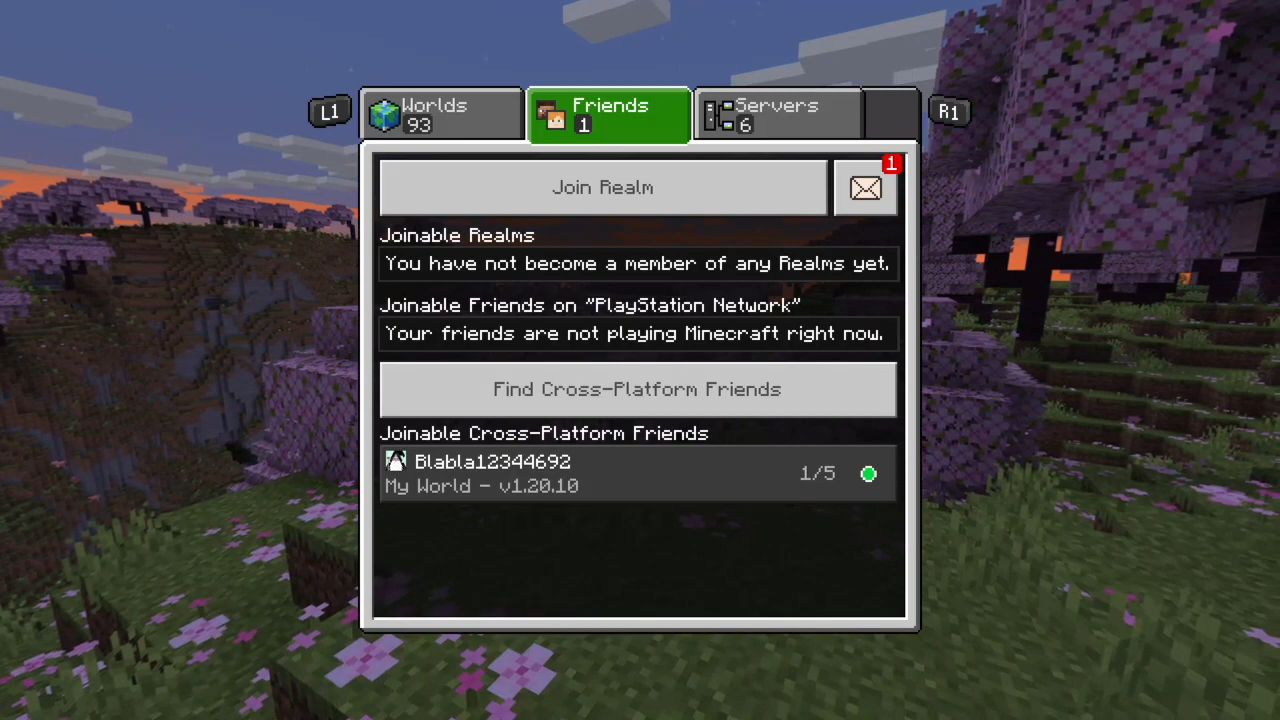 L1
Worlds
93
Friends
1
Servers
6
R1
Join Realm
1
Joinable Realms
You have not become a member of any Realms yet.
Joinable Friends on "PlayStation Network"
Your friends are not playing Minecraft right now.
Find Cross-Platform Friends
Joinable Cross-Platform Friends
Blabla12344692
My World - v1.20.10
1/5